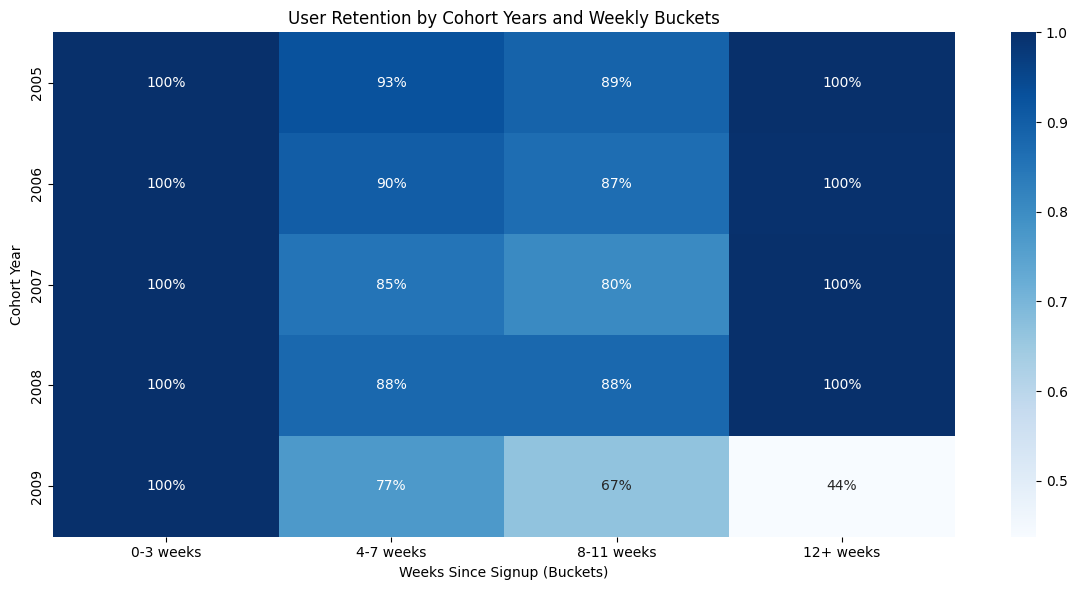 User Retention by Cohort Years and Weekly Buckets
Cohort Year
2005 100% 93% 89% 100%
2006 100% 90% 87% 100%
2007 100% 85% 80% 100%
2008 100% 88% 88% 100%
2009 100% 77% 67% 44%
0-3 weeks 4-7 weeks 8-11 weeks 12+ weeks
Weeks Since Signup (Buckets)
1.0
0.9
0.8
0.7
0.6
0.5